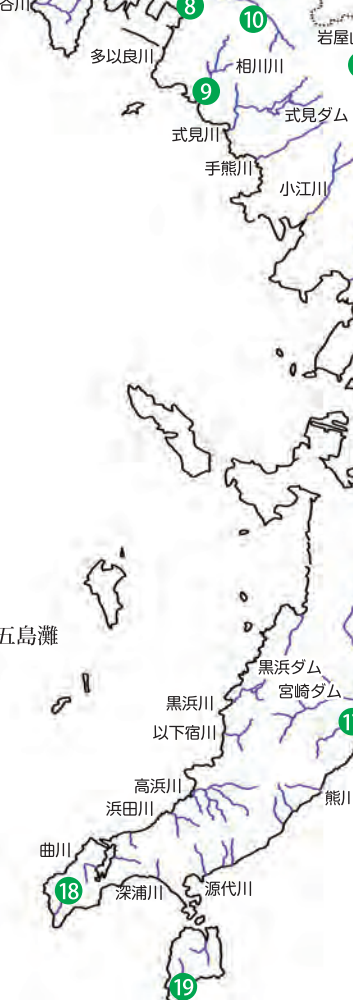 谷川
8
10
多以良川
岩屋山
相川川
9
式見ダム
式見川
手熊川
小江川
五島灘
黒浜ダム
宮崎ダム
黒浜川
17
以下宿川
高浜川
熊川
浜田川
曲川
18
深浦川
源代川
19